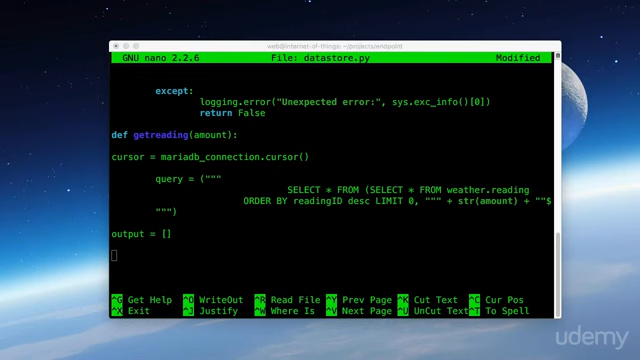 web@internet-of-things: ~/projects/endpoint
GNU nano 2.2.6 File: datastore.py Modified
except:
logging.error("Unexpected error:", sys.exc_info()[0])
return False
def getreading(amount):
cursor = mariadb_connection.cursor()
query = ("""
SELECT * FROM (SELECT * FROM weather.reading
ORDER BY readingID desc LIMIT 0, """ + str(amount) + ""$
""")
output = []
^G Get Help ^O WriteOut ^R Read File ^Y Prev Page ^K Cut Text ^C Cur Pos
^X Exit ^J Justify ^W Where Is ^V Next Page ^U UnCut Text ^T To Spell
udemy